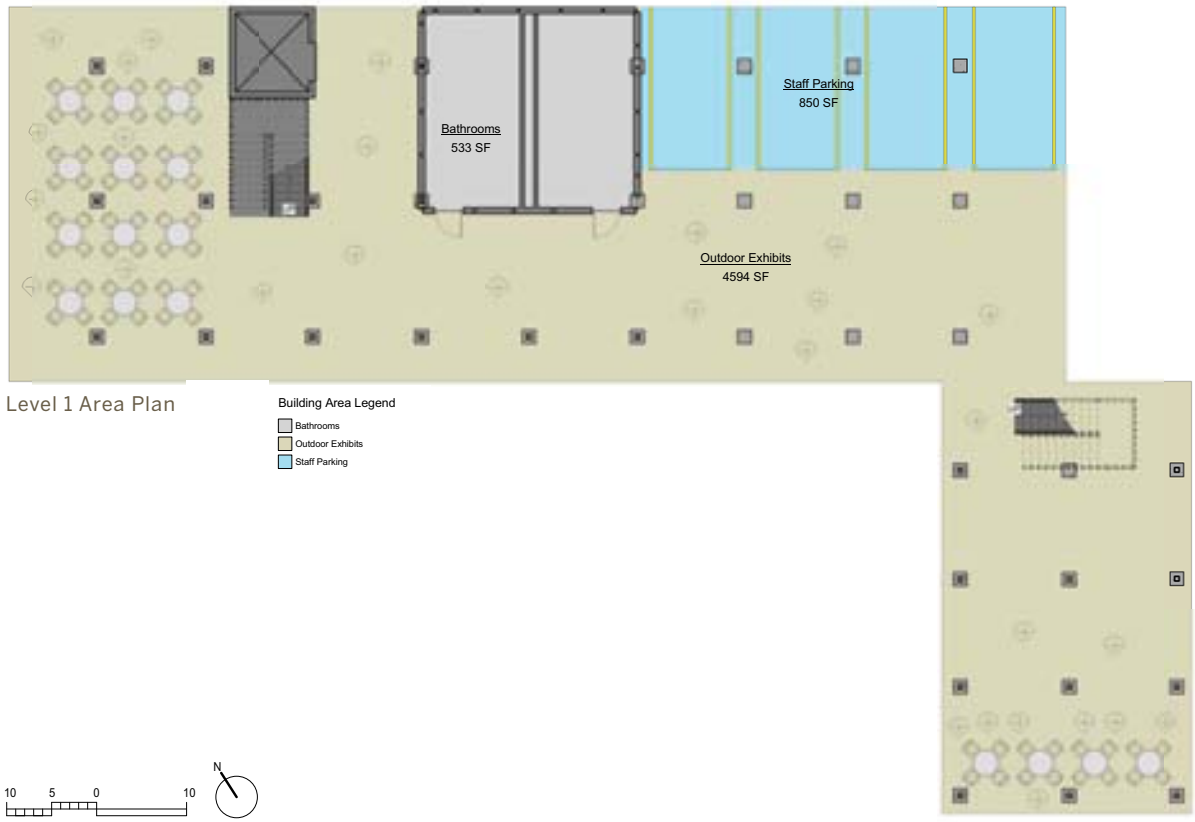 Staff Parking
850 SF
Bathrooms
533 SF
Outdoor Exhibits
4594 SF
Level 1 Area Plan
Building Area Legend
Bathrooms
Outdoor Exhibits
Staff Parking
N
10 5 0 10